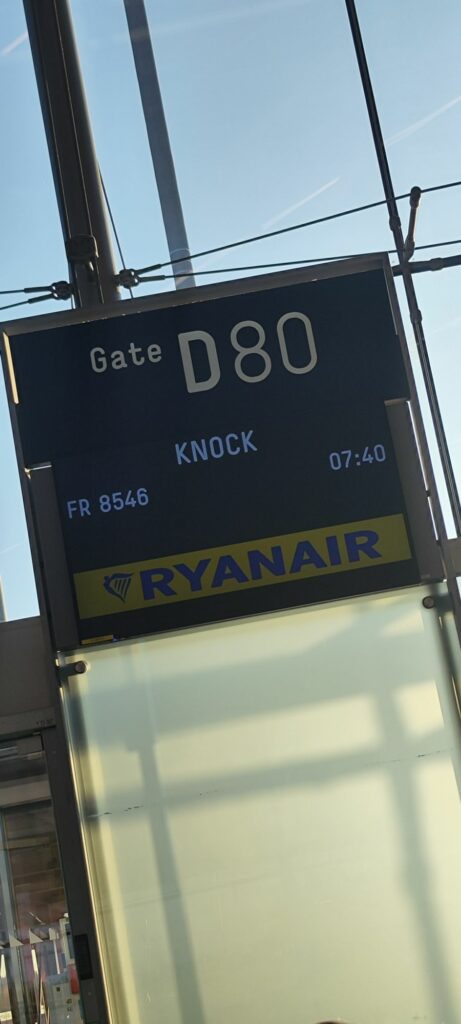 Gate D80
KNOCK
07:40
FR 8546
RYANAIR